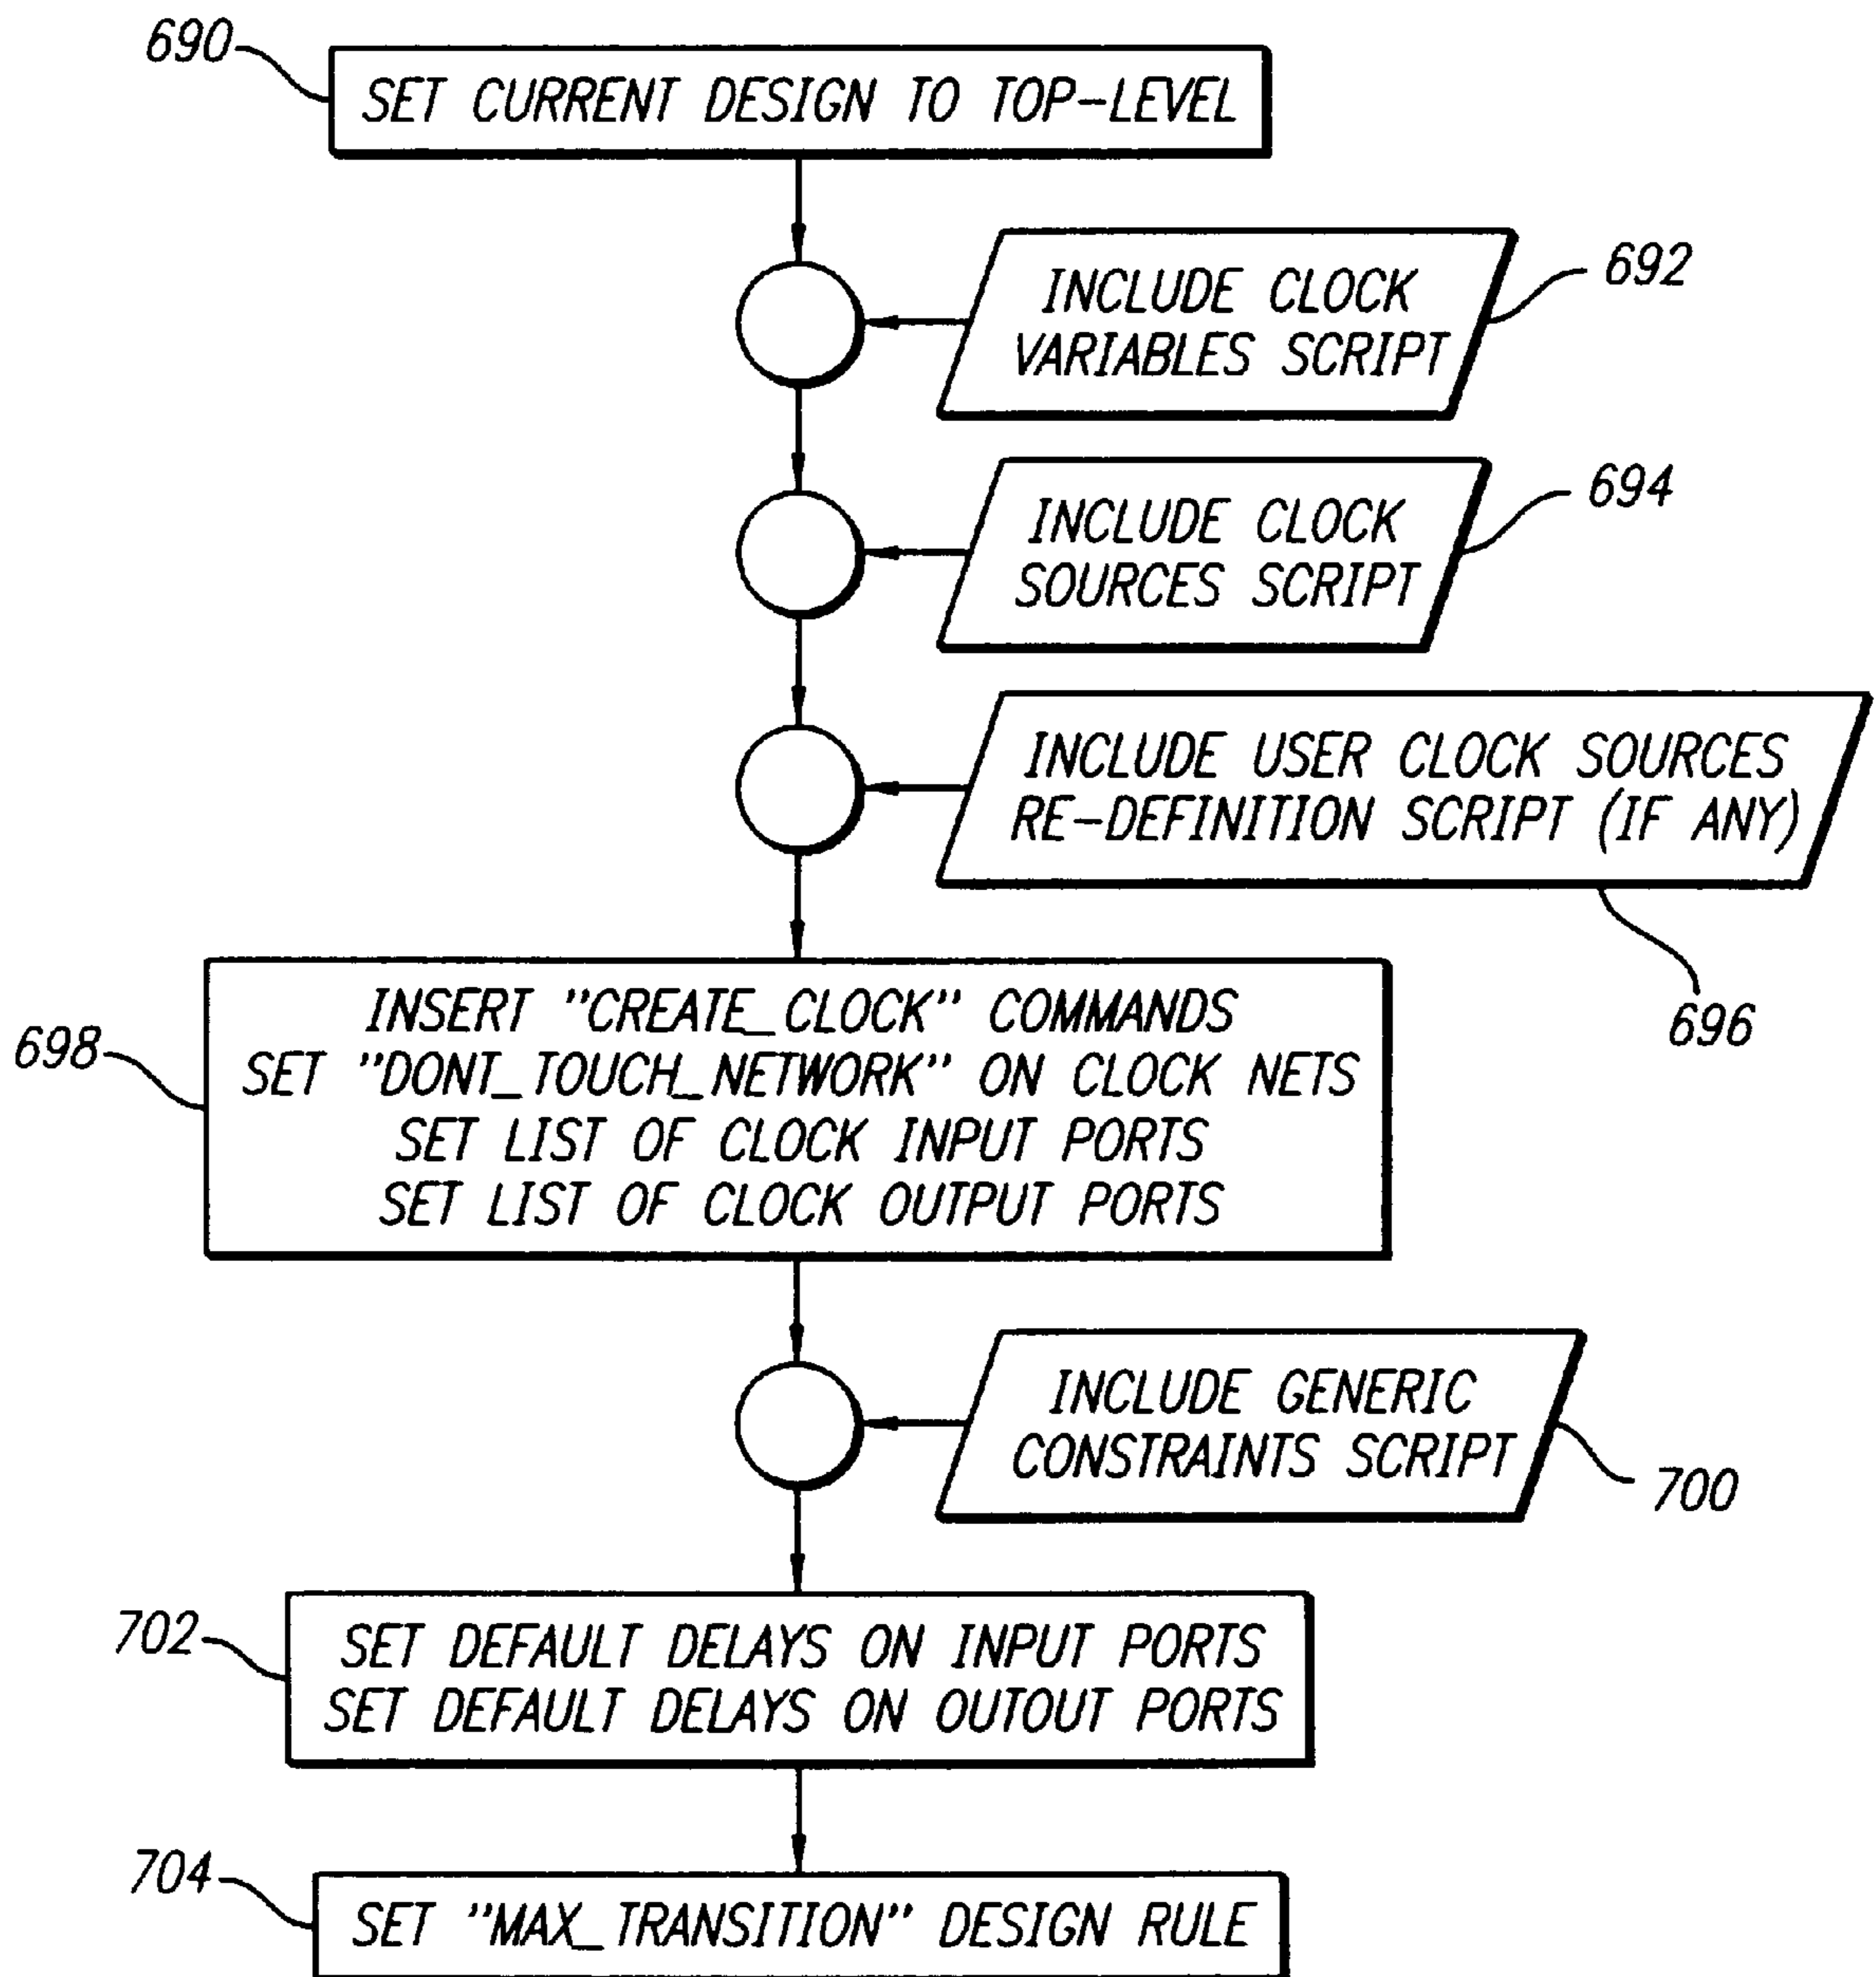 690
SET CURRENT DESIGN TO TOP-LEVEL
INCLUDE CLOCK
VARIABLES SCRIPT
692
INCLUDE CLOCK
SOURCES SCRIPT
694
INCLUDE USER CLOCK SOURCES
RE-DEFINITION SCRIPT (IF ANY)
696
698
INSERT "CREATE_CLOCK" COMMANDS
SET "DONT_TOUCH_NETWORK" ON CLOCK NETS
SET LIST OF CLOCK INPUT PORTS
SET LIST OF CLOCK OUTPUT PORTS
INCLUDE GENERIC
CONSTRAINTS SCRIPT
700
702
SET DEFAULT DELAYS ON INPUT PORTS
SET DEFAULT DELAYS ON OUTOUT PORTS
704
SET "MAX_TRANSITION" DESIGN RULE